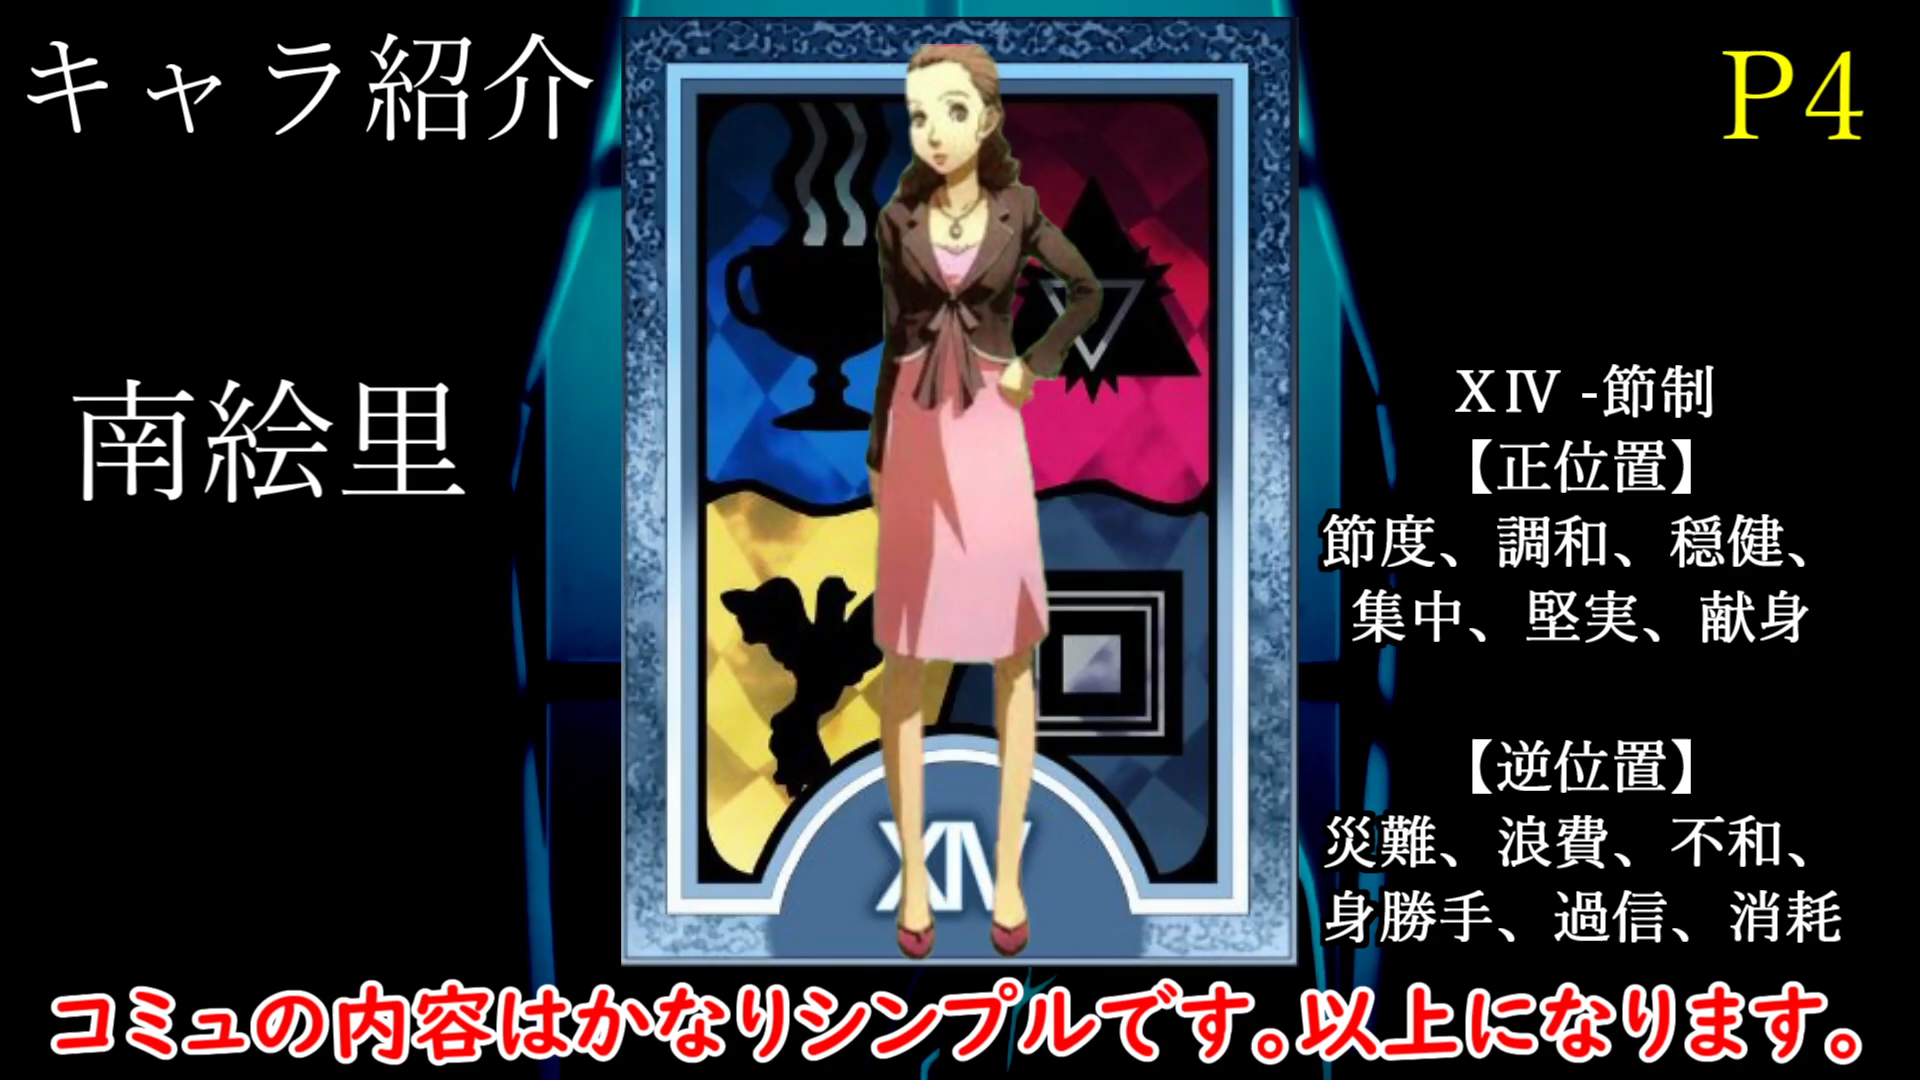 キャラ紹介
P4
南絵里
XIV -節制
【正位置】
節度、調和、穏健、
集中、堅実、献身
【逆位置】
災難、浪費、不和、
身勝手、過信、消耗
XIV
コミュの内容はかなりシンプルです。以上になります。